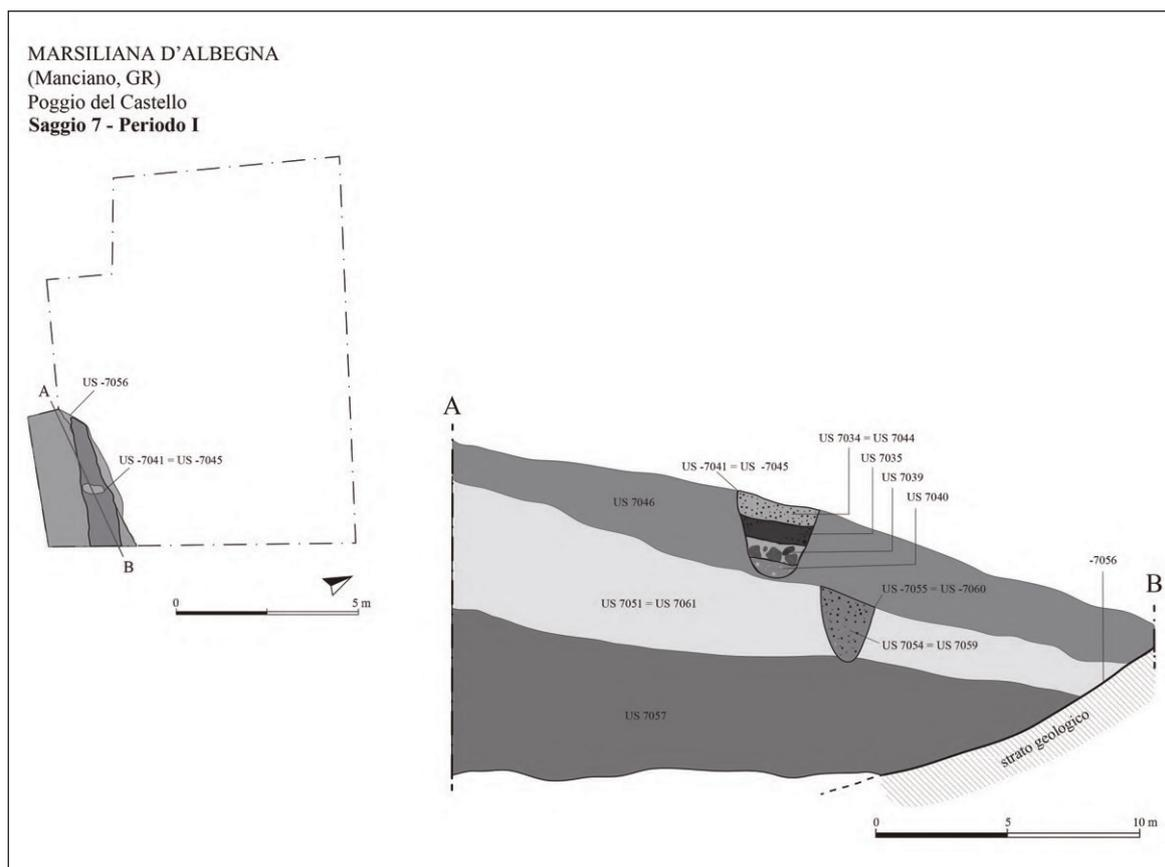 MARSILIANA D'ALBEGNA
(Manciano, GR)
Poggio del Castello
Saggio 7 - Periodo I
A
US -7056
US -7041 = US -7045
B
0
5 m
A
US -7041 = US -7045
US 7034 = US 7044
US 7035
US 7039
US 7040
US 7046
-7056
B
US 7051 = US 7061
US -7055 = US -7060
US 7054 = US 7059
US 7057
strato geologico
0
5
10 m